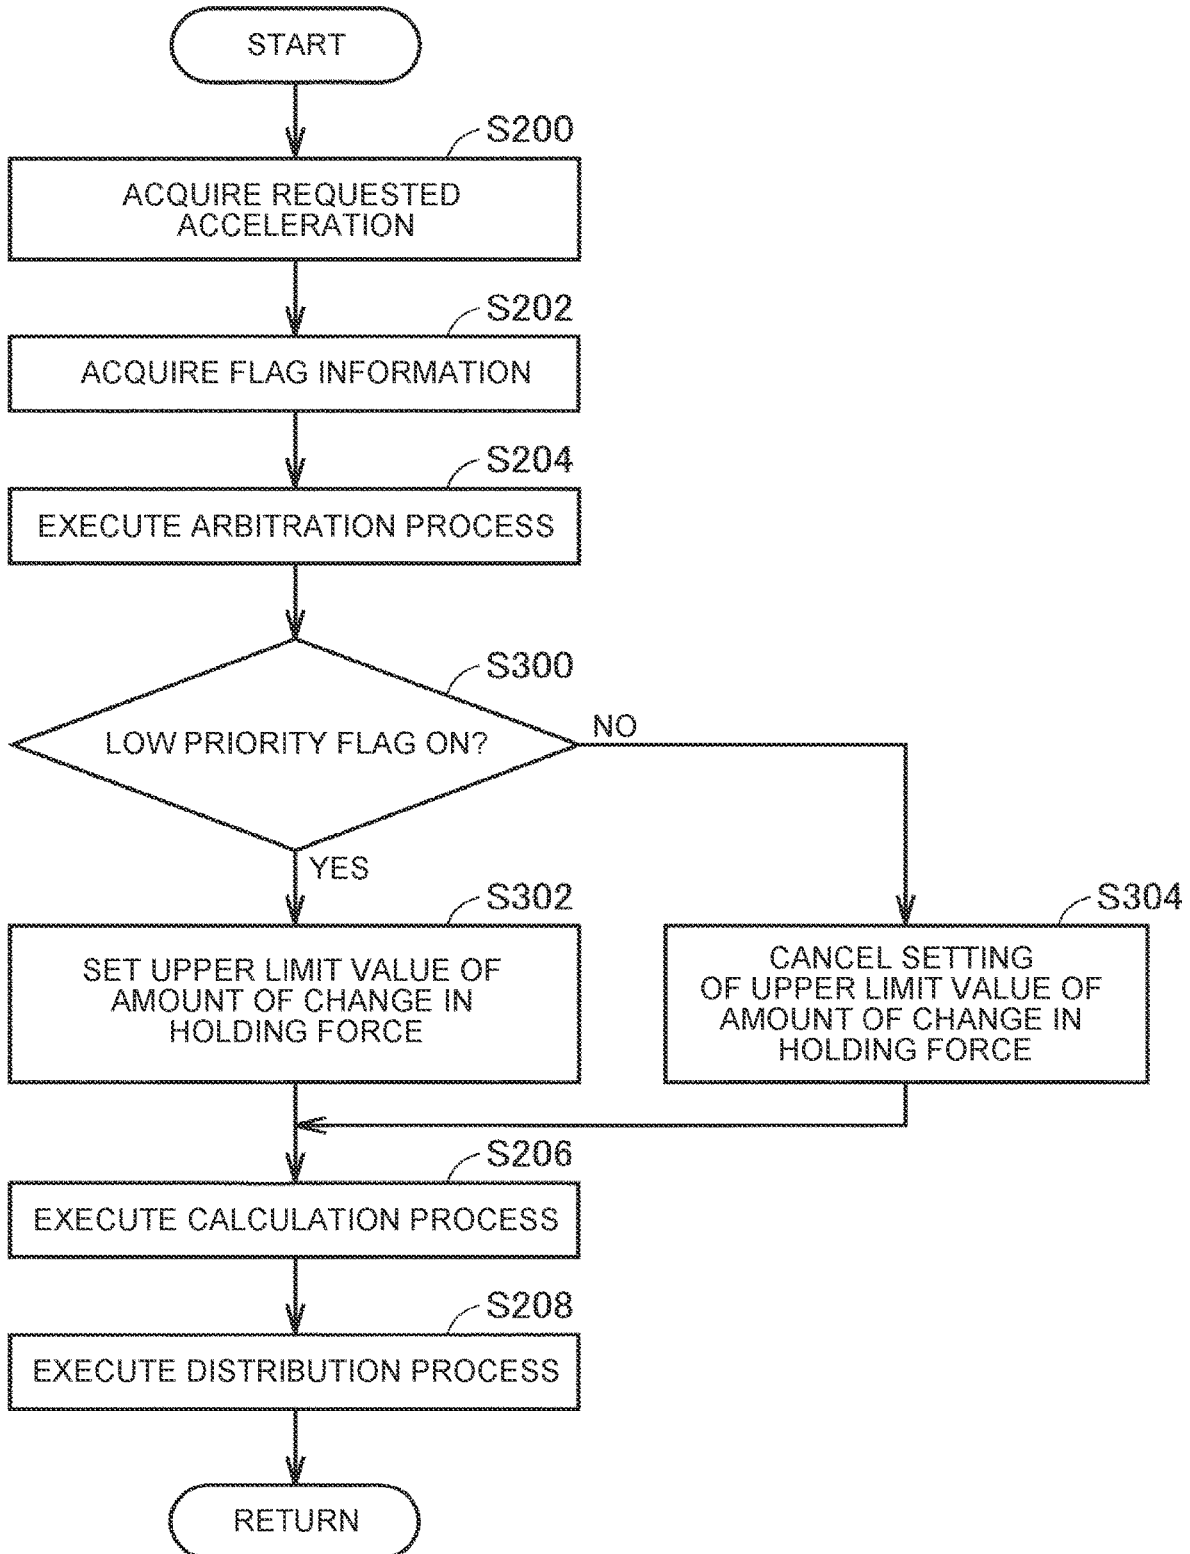 START
S200
ACQUIRE REQUESTED
ACCELERATION
S202
ACQUIRE FLAG INFORMATION
S204
EXECUTE ARBITRATION PROCESS
S300
LOW PRIORITY FLAG ON?
NO
YES
S302
SET UPPER LIMIT VALUE OF
AMOUNT OF CHANGE IN
HOLDING FORCE
S304
CANCEL SETTING
OF UPPER LIMIT VALUE OF
AMOUNT OF CHANGE IN
HOLDING FORCE
S206
EXECUTE CALCULATION PROCESS
S208
EXECUTE DISTRIBUTION PROCESS
RETURN